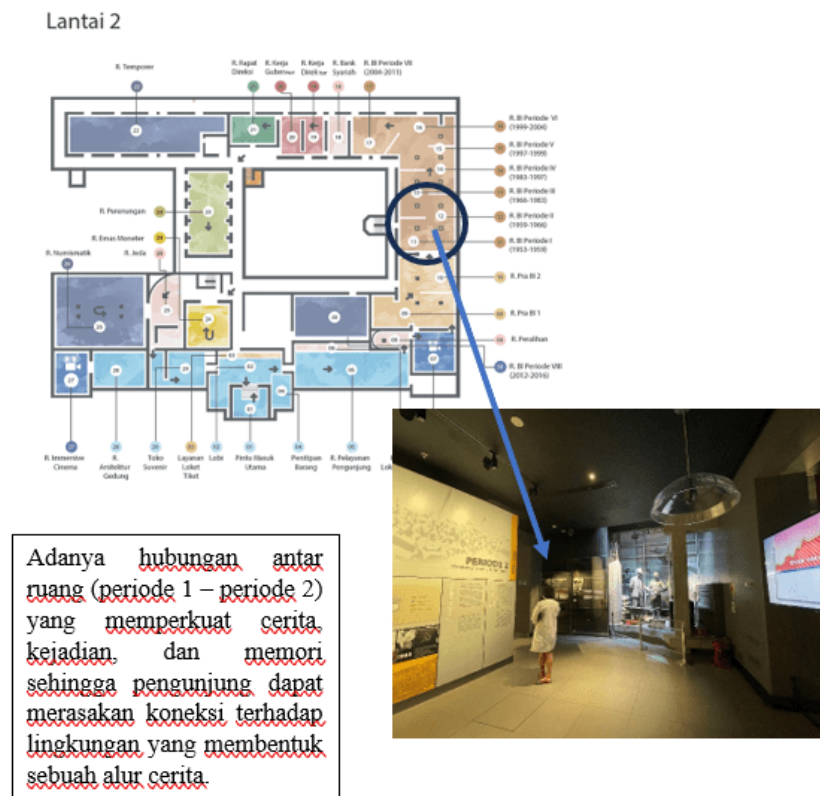 Lantai 2
R. Temporer
R. Rapat
Direksi
R. Kerja
Gubernur
R. Kerja
Direktur
R. Bank
Syariah
R. BI Periode VII
(2004-2011)
R. BI Periode VI
(1999-2004)
R. BI Periode V
(1997-1999)
R. BI Periode IV
(1983-1997)
R. BI Periode III
(1966-1983)
R. BI Periode II
(1959-1966)
R. BI Periode I
(1953-1959)
R. Pra BI 2
R. Pra BI 1
R. Peralihan
R. BI Periode VIII
(2012-2016)
R. Perenungan
R. Emas Moneter
R. Numismatik
R. Jeda
R. Immersive
Cinema
R.
Arsitektur
Gedung
Toko
Suvenir
Layanan
Loket
Tiket
Lobi
Pintu Masuk
Utama
Penitipan
Barang
R. Pelayanan
Pengunjung
PERIODE 2
Adanya hubungan antar
ruang (periode 1 – periode 2)
yang memperkuat cerita,
kejadian, dan memori
sehingga pengunjung dapat
merasakan koneksi terhadap
lingkungan yang membentuk
sebuah alur cerita.